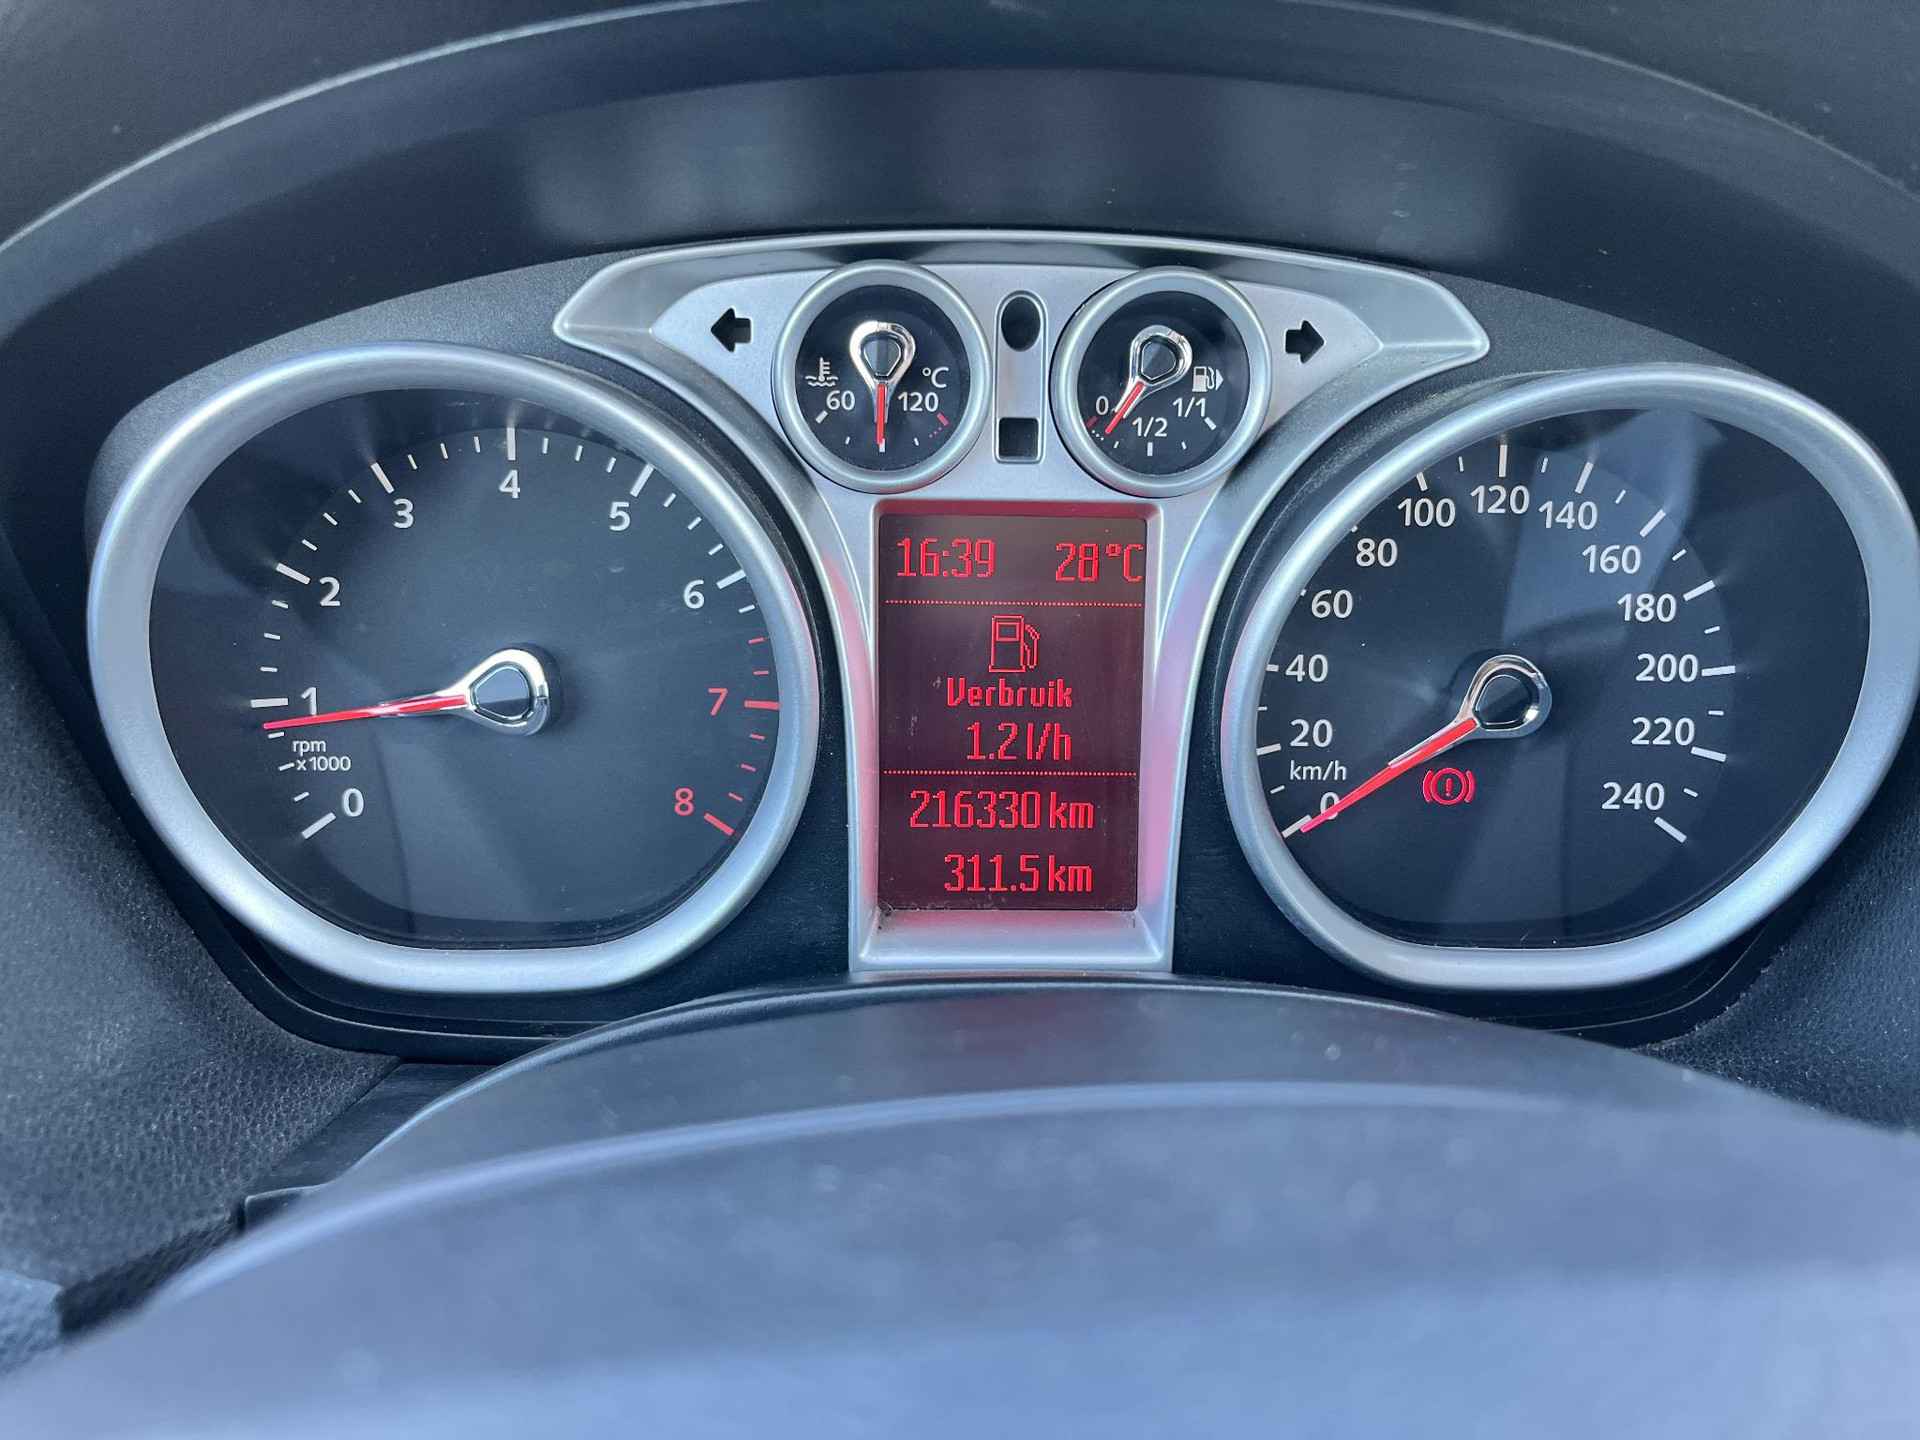 60 120 °C
0 1/2 1/1
0 1 2 3 4 5 6 7 8
rpm
x1000
16:39 28°C
Verbruik
1.2 l/h
216330 km
311.5 km
0 20 40 60 80 100 120 140 160 180 200 220 240
km/h